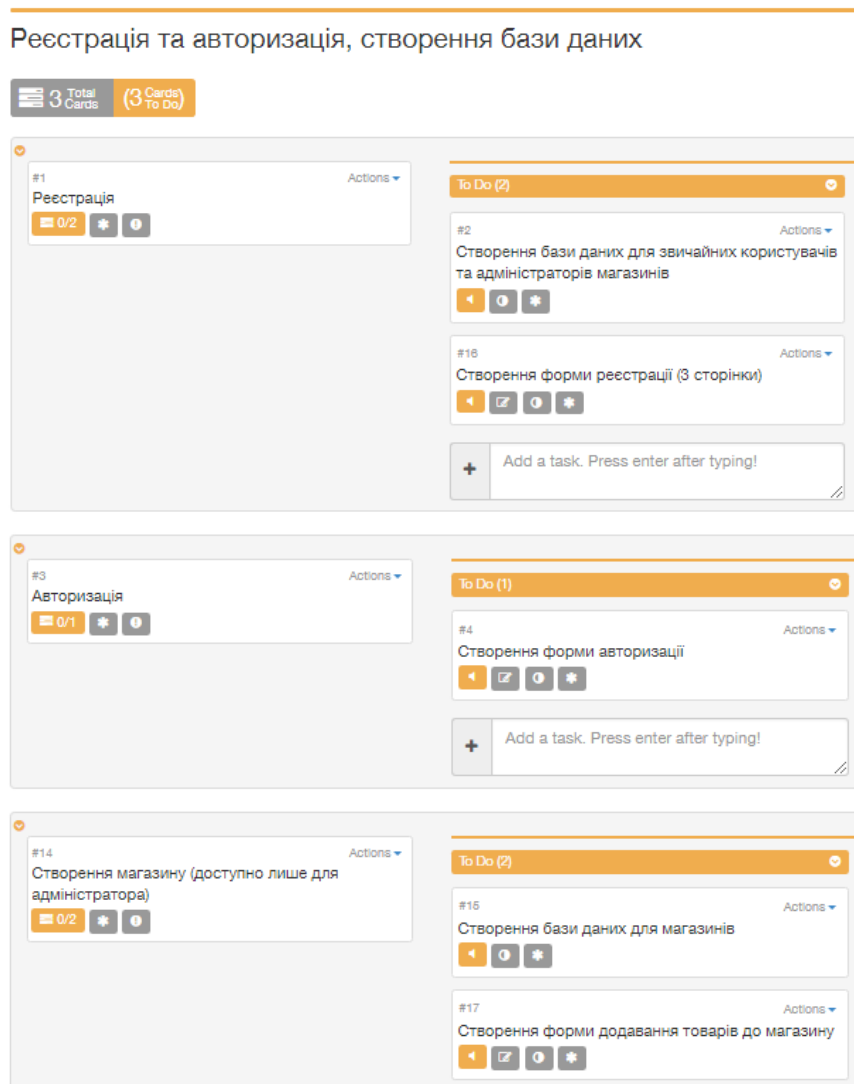 Реєстрація та авторизація, створення бази даних
3 Total Cards (3 Cards To Do)
#1 Actions
Реєстрація
0/2
To Do (2)
#2 Actions
Створення бази даних для звичайних користувачів
та адміністраторів магазинів
#16 Actions
Створення форми реєстрації (3 сторінки)
+ Add a task. Press enter after typing!
#3 Actions
Авторизація
0/1
To Do (1)
#4 Actions
Створення форми авторизації
+ Add a task. Press enter after typing!
#14 Actions
Створення магазину (доступно лише для
адміністратора)
0/2
To Do (2)
#15 Actions
Створення бази даних для магазинів
#17 Actions
Створення форми додавання товарів до магазину